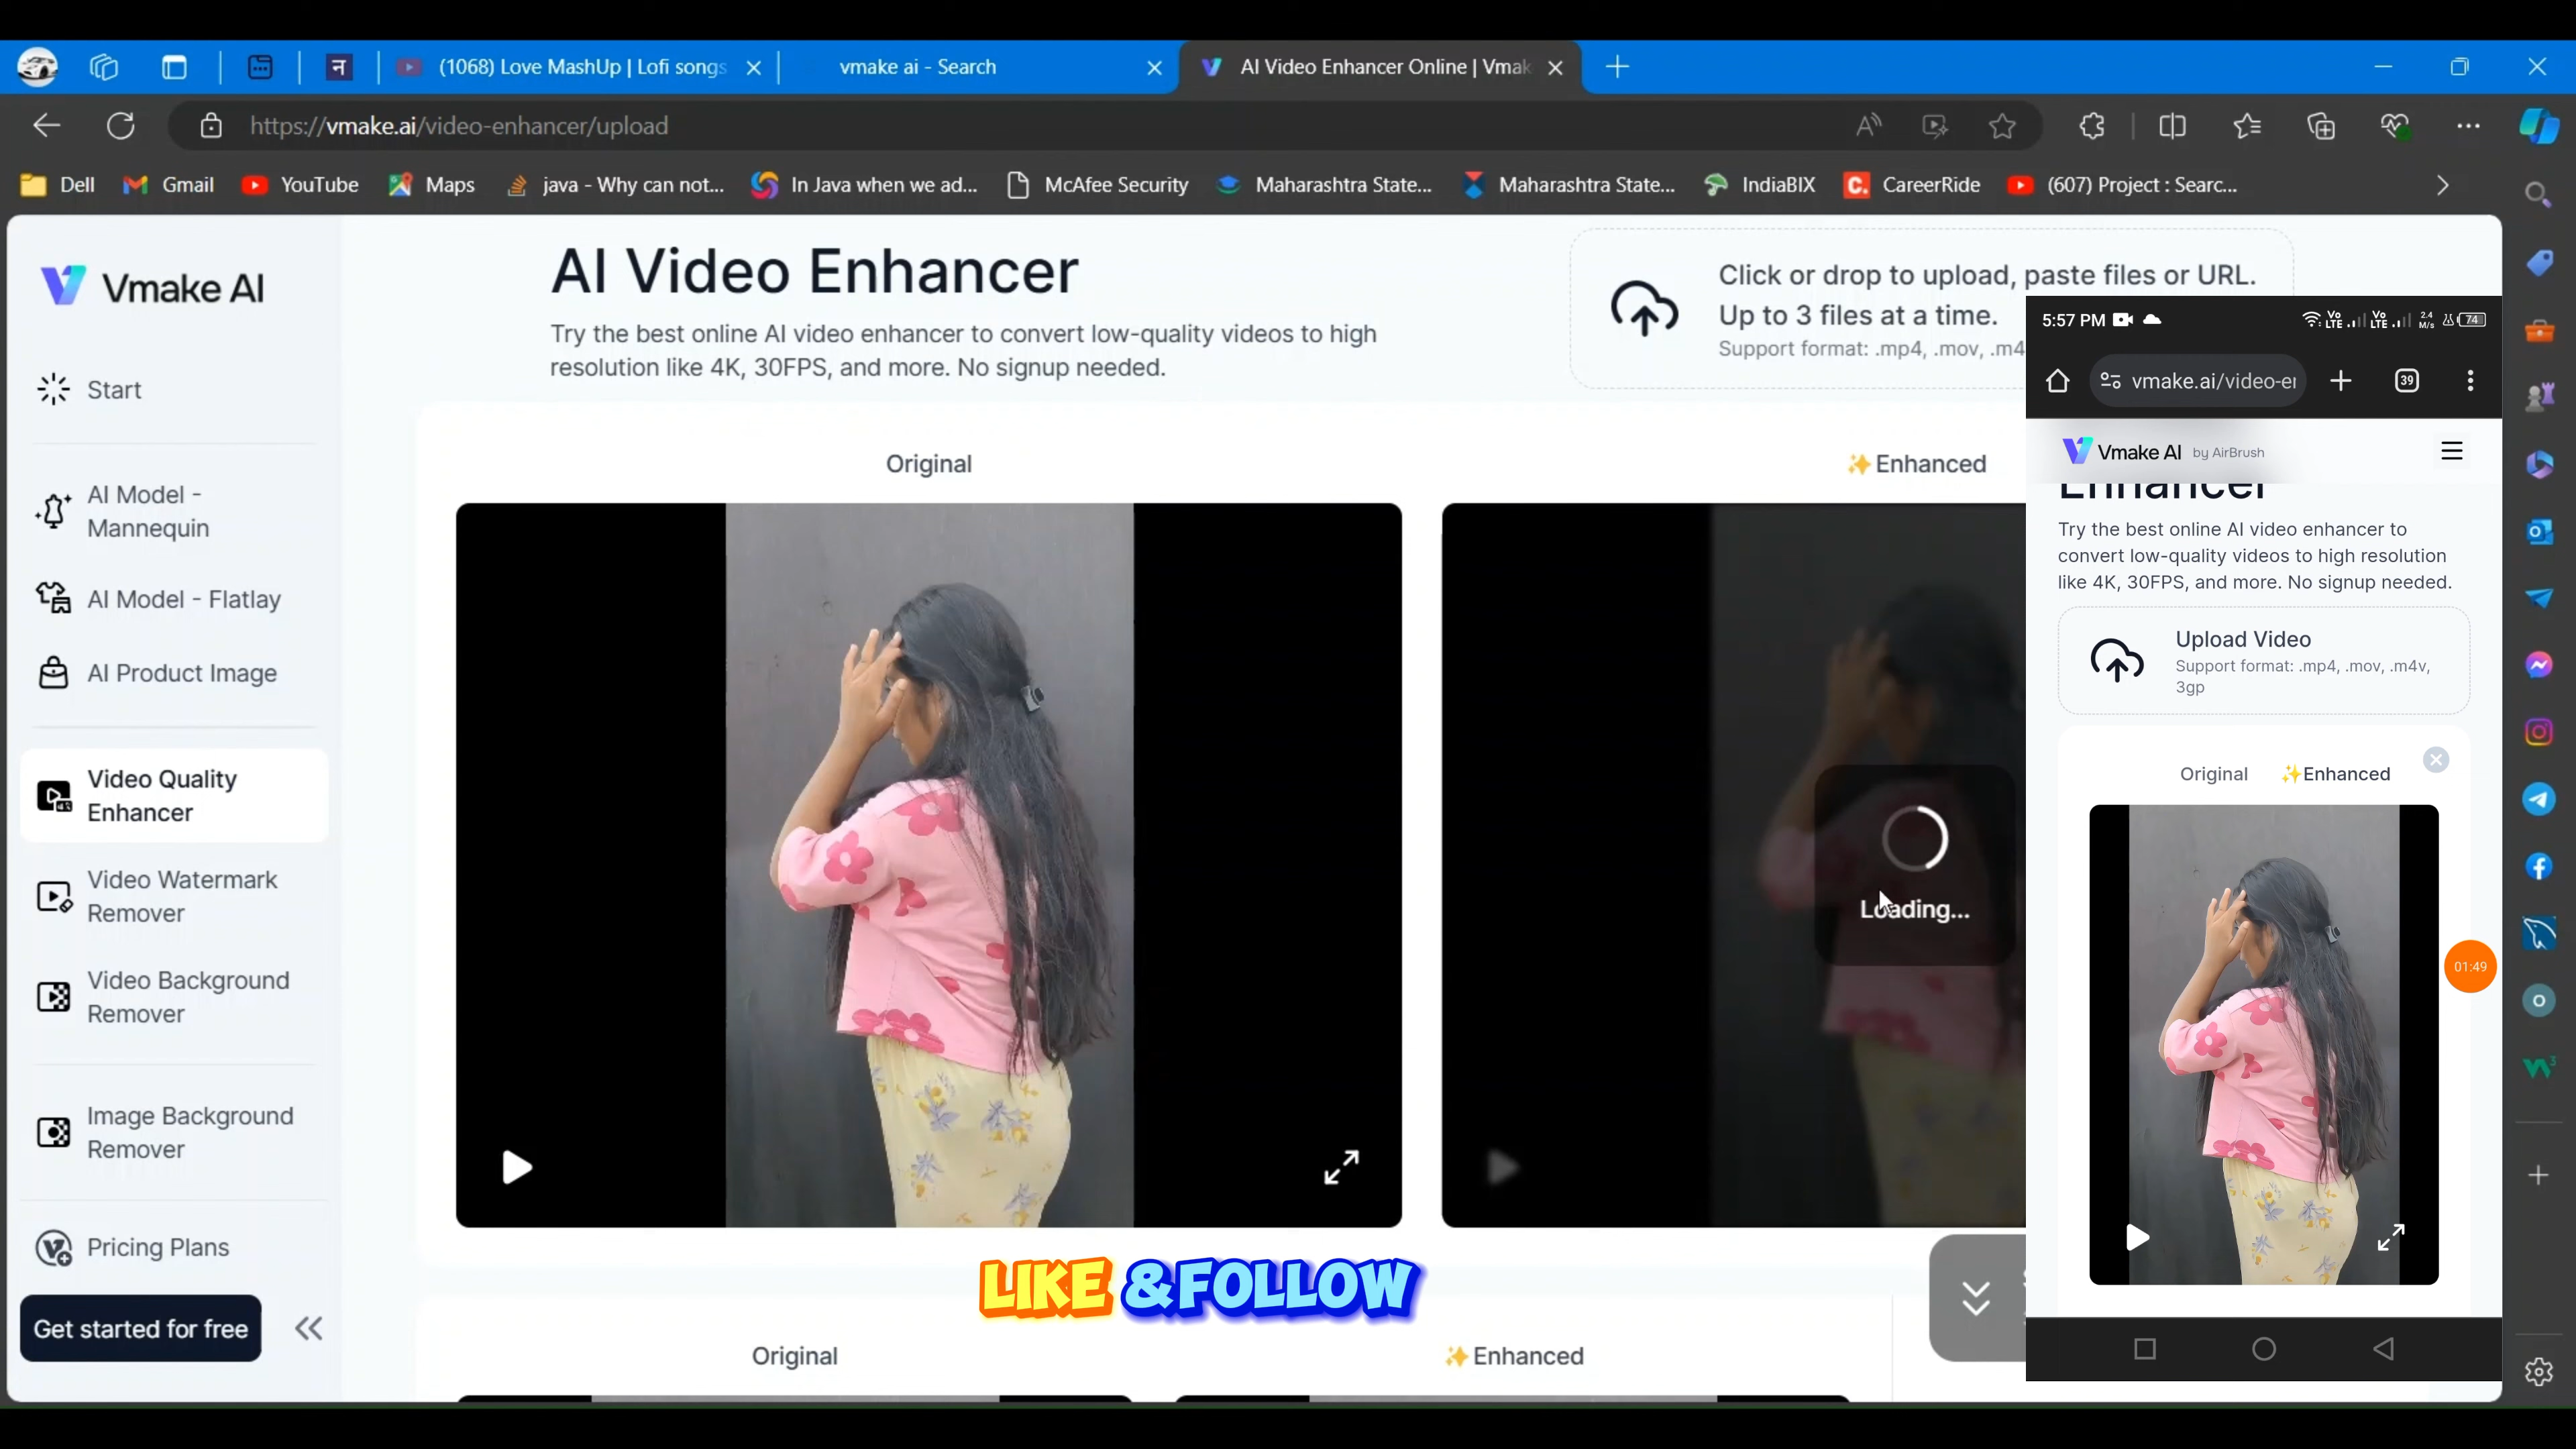 (1068) Love MashUp | Lofi songs
vmake ai - Search
AI Video Enhancer Online | Vmak
https://vmake.ai/video-enhancer/upload
Dell
Gmail
YouTube
Maps
java - Why can not...
In Java when we ad...
McAfee Security
Maharashtra State...
Maharashtra State...
IndiaBIX
CareerRide
(607) Project : Searc...
न
Vmake AI
Start
AI Model -
Mannequin
AI Model - Flatlay
AI Product Image
Video Quality
Enhancer
Video Watermark
Remover
Video Background
Remover
Image Background
Remover
Pricing Plans
Get started for free
AI Video Enhancer
Try the best online AI video enhancer to convert low-quality videos to high
resolution like 4K, 30FPS, and more. No signup needed.
Click or drop to upload, paste files or URL.
Up to 3 files at a time.
Support format: .mp4, .mov, .m4
Original
✨Enhanced
Loading...
LIKE &FOLLOW
Original
✨Enhanced
5:57 PM
Vo
LTE
Vo
LTE
2.4
M/s
74
vmake.ai/video-e
39
Vmake AI by AirBrush
Enhancer
Try the best online AI video enhancer to
convert low-quality videos to high resolution
like 4K, 30FPS, and more. No signup needed.
Upload Video
Support format: .mp4, .mov, .m4v,
3gp
Original
✨Enhanced
01:49